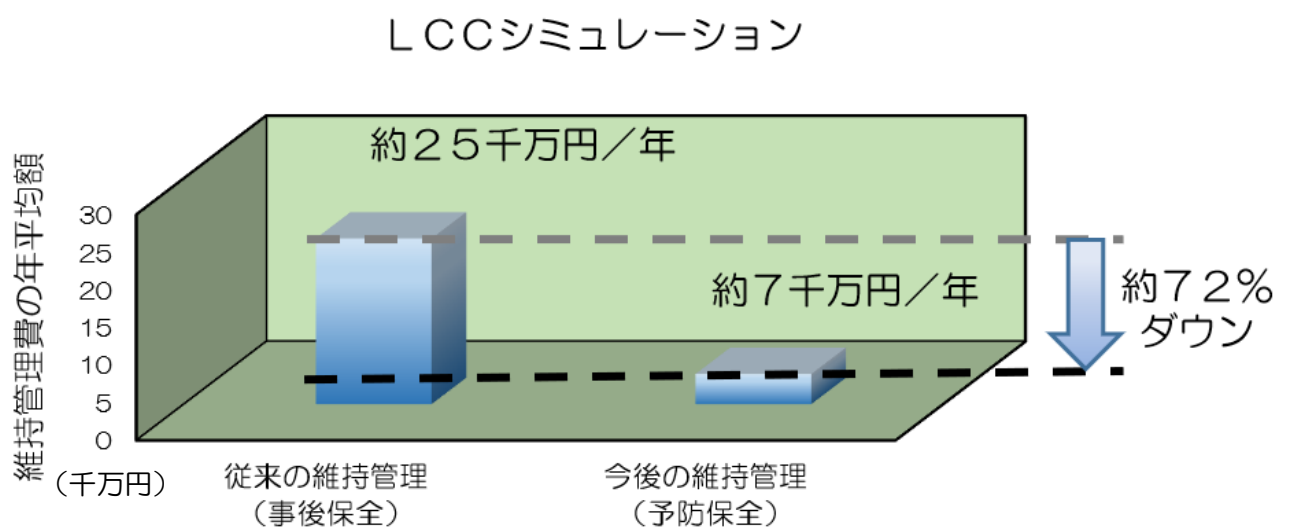 ＬＣＣシミュレーション
約２５千万円／年
維持管理費の年平均額
30
25
20
15
10
5
0
（千万円）
約７千万円／年
約７２％
ダウン
従来の維持管理
（事後保全）
今後の維持管理
（予防保全）